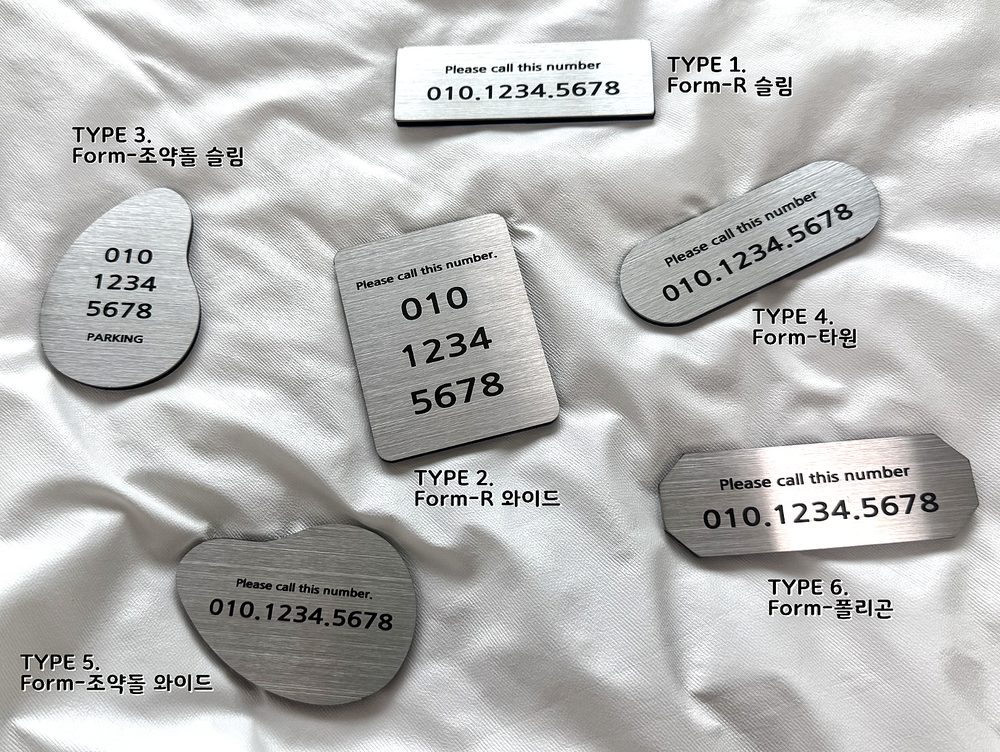 Please call this number
010.1234.5678
TYPE 1.
Form-R 슬림
TYPE 3.
Form-조약돌 슬림
010
1234
5678
PARKING
Please call this number.
010
1234
5678
TYPE 2.
Form-R 와이드
Please call this number
010.1234.5678
TYPE 4.
Form-타원
Please call this number
010.1234.5678
TYPE 6.
Form-폴리곤
Please call this number.
010.1234.5678
TYPE 5.
Form-조약돌 와이드